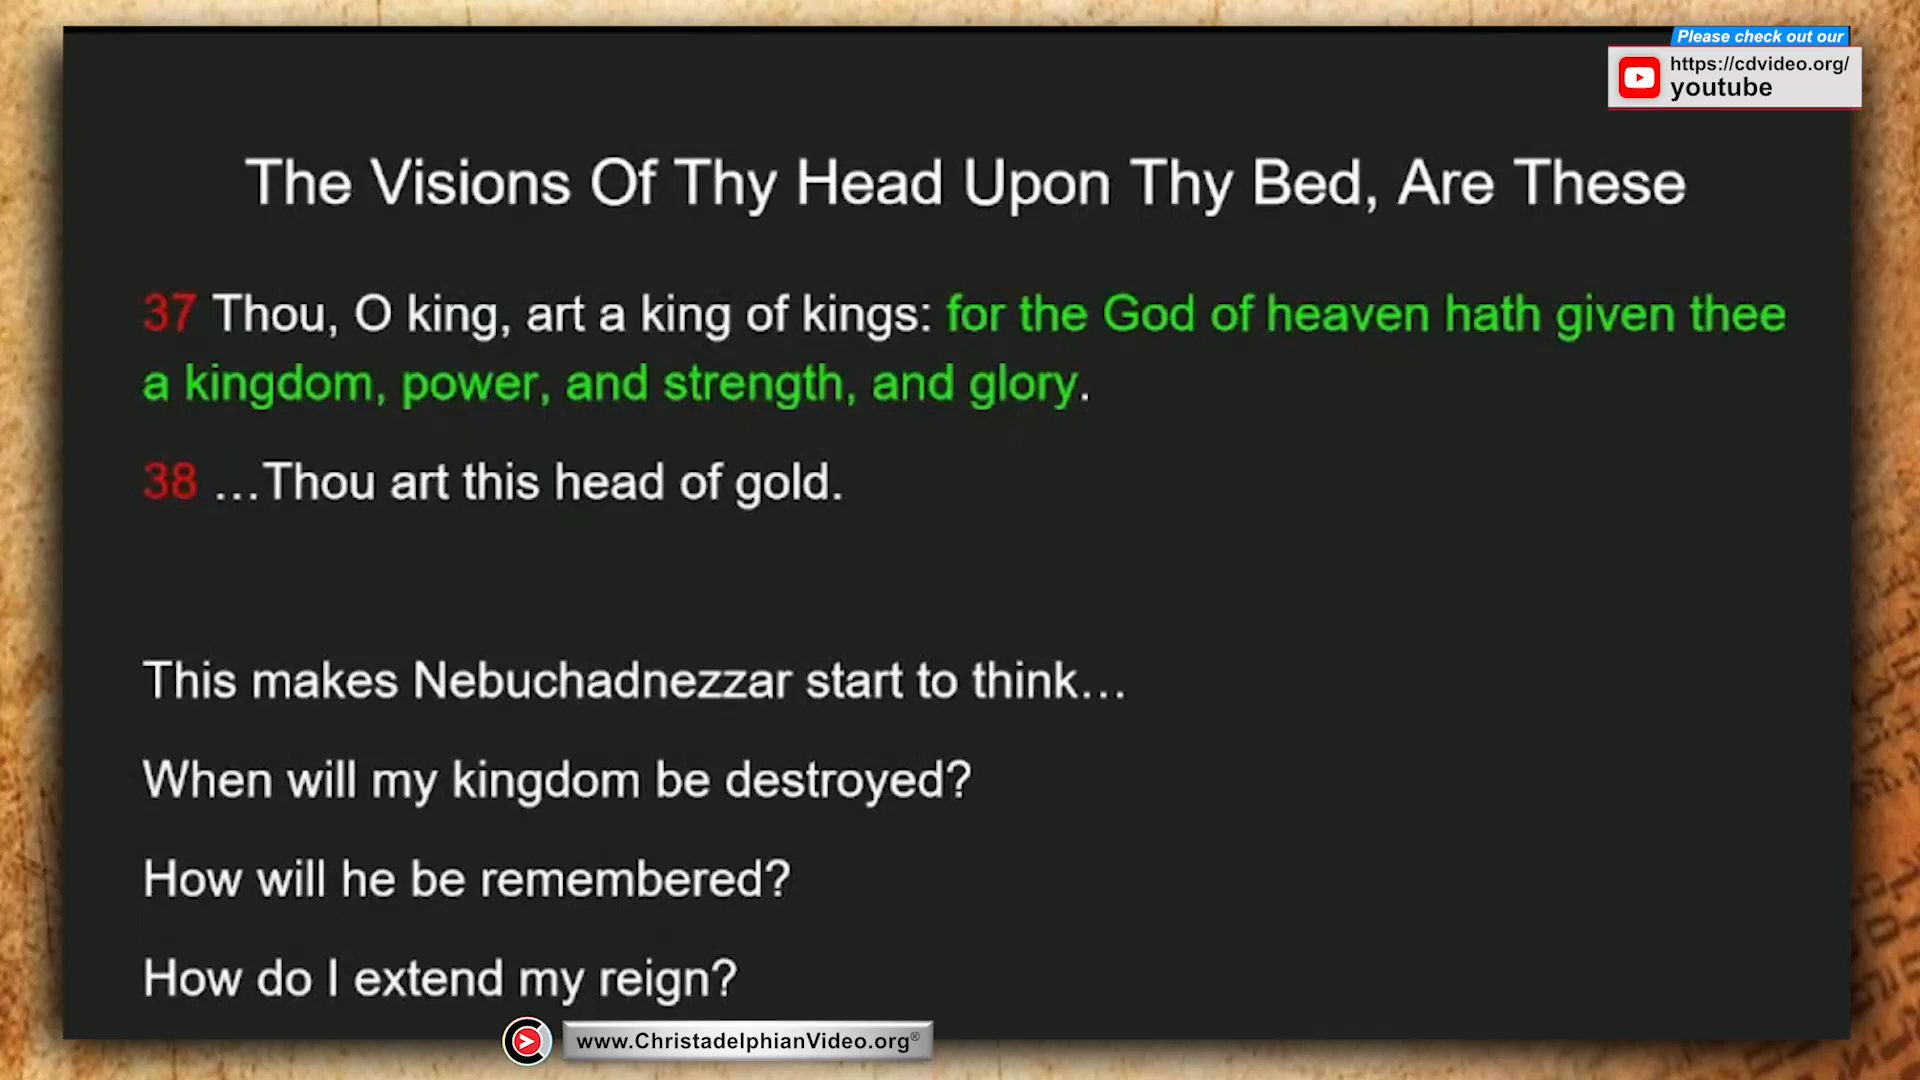 Please check out our
https://cdvideo.org/
youtube
The Visions Of Thy Head Upon Thy Bed, Are These
37 Thou, O king, art a king of kings: for the God of heaven hath given thee
a kingdom, power, and strength, and glory.
38 …Thou art this head of gold.
This makes Nebuchadnezzar start to think…
When will my kingdom be destroyed?
How will he be remembered?
How do I extend my reign?
www.ChristadelphianVideo.org®